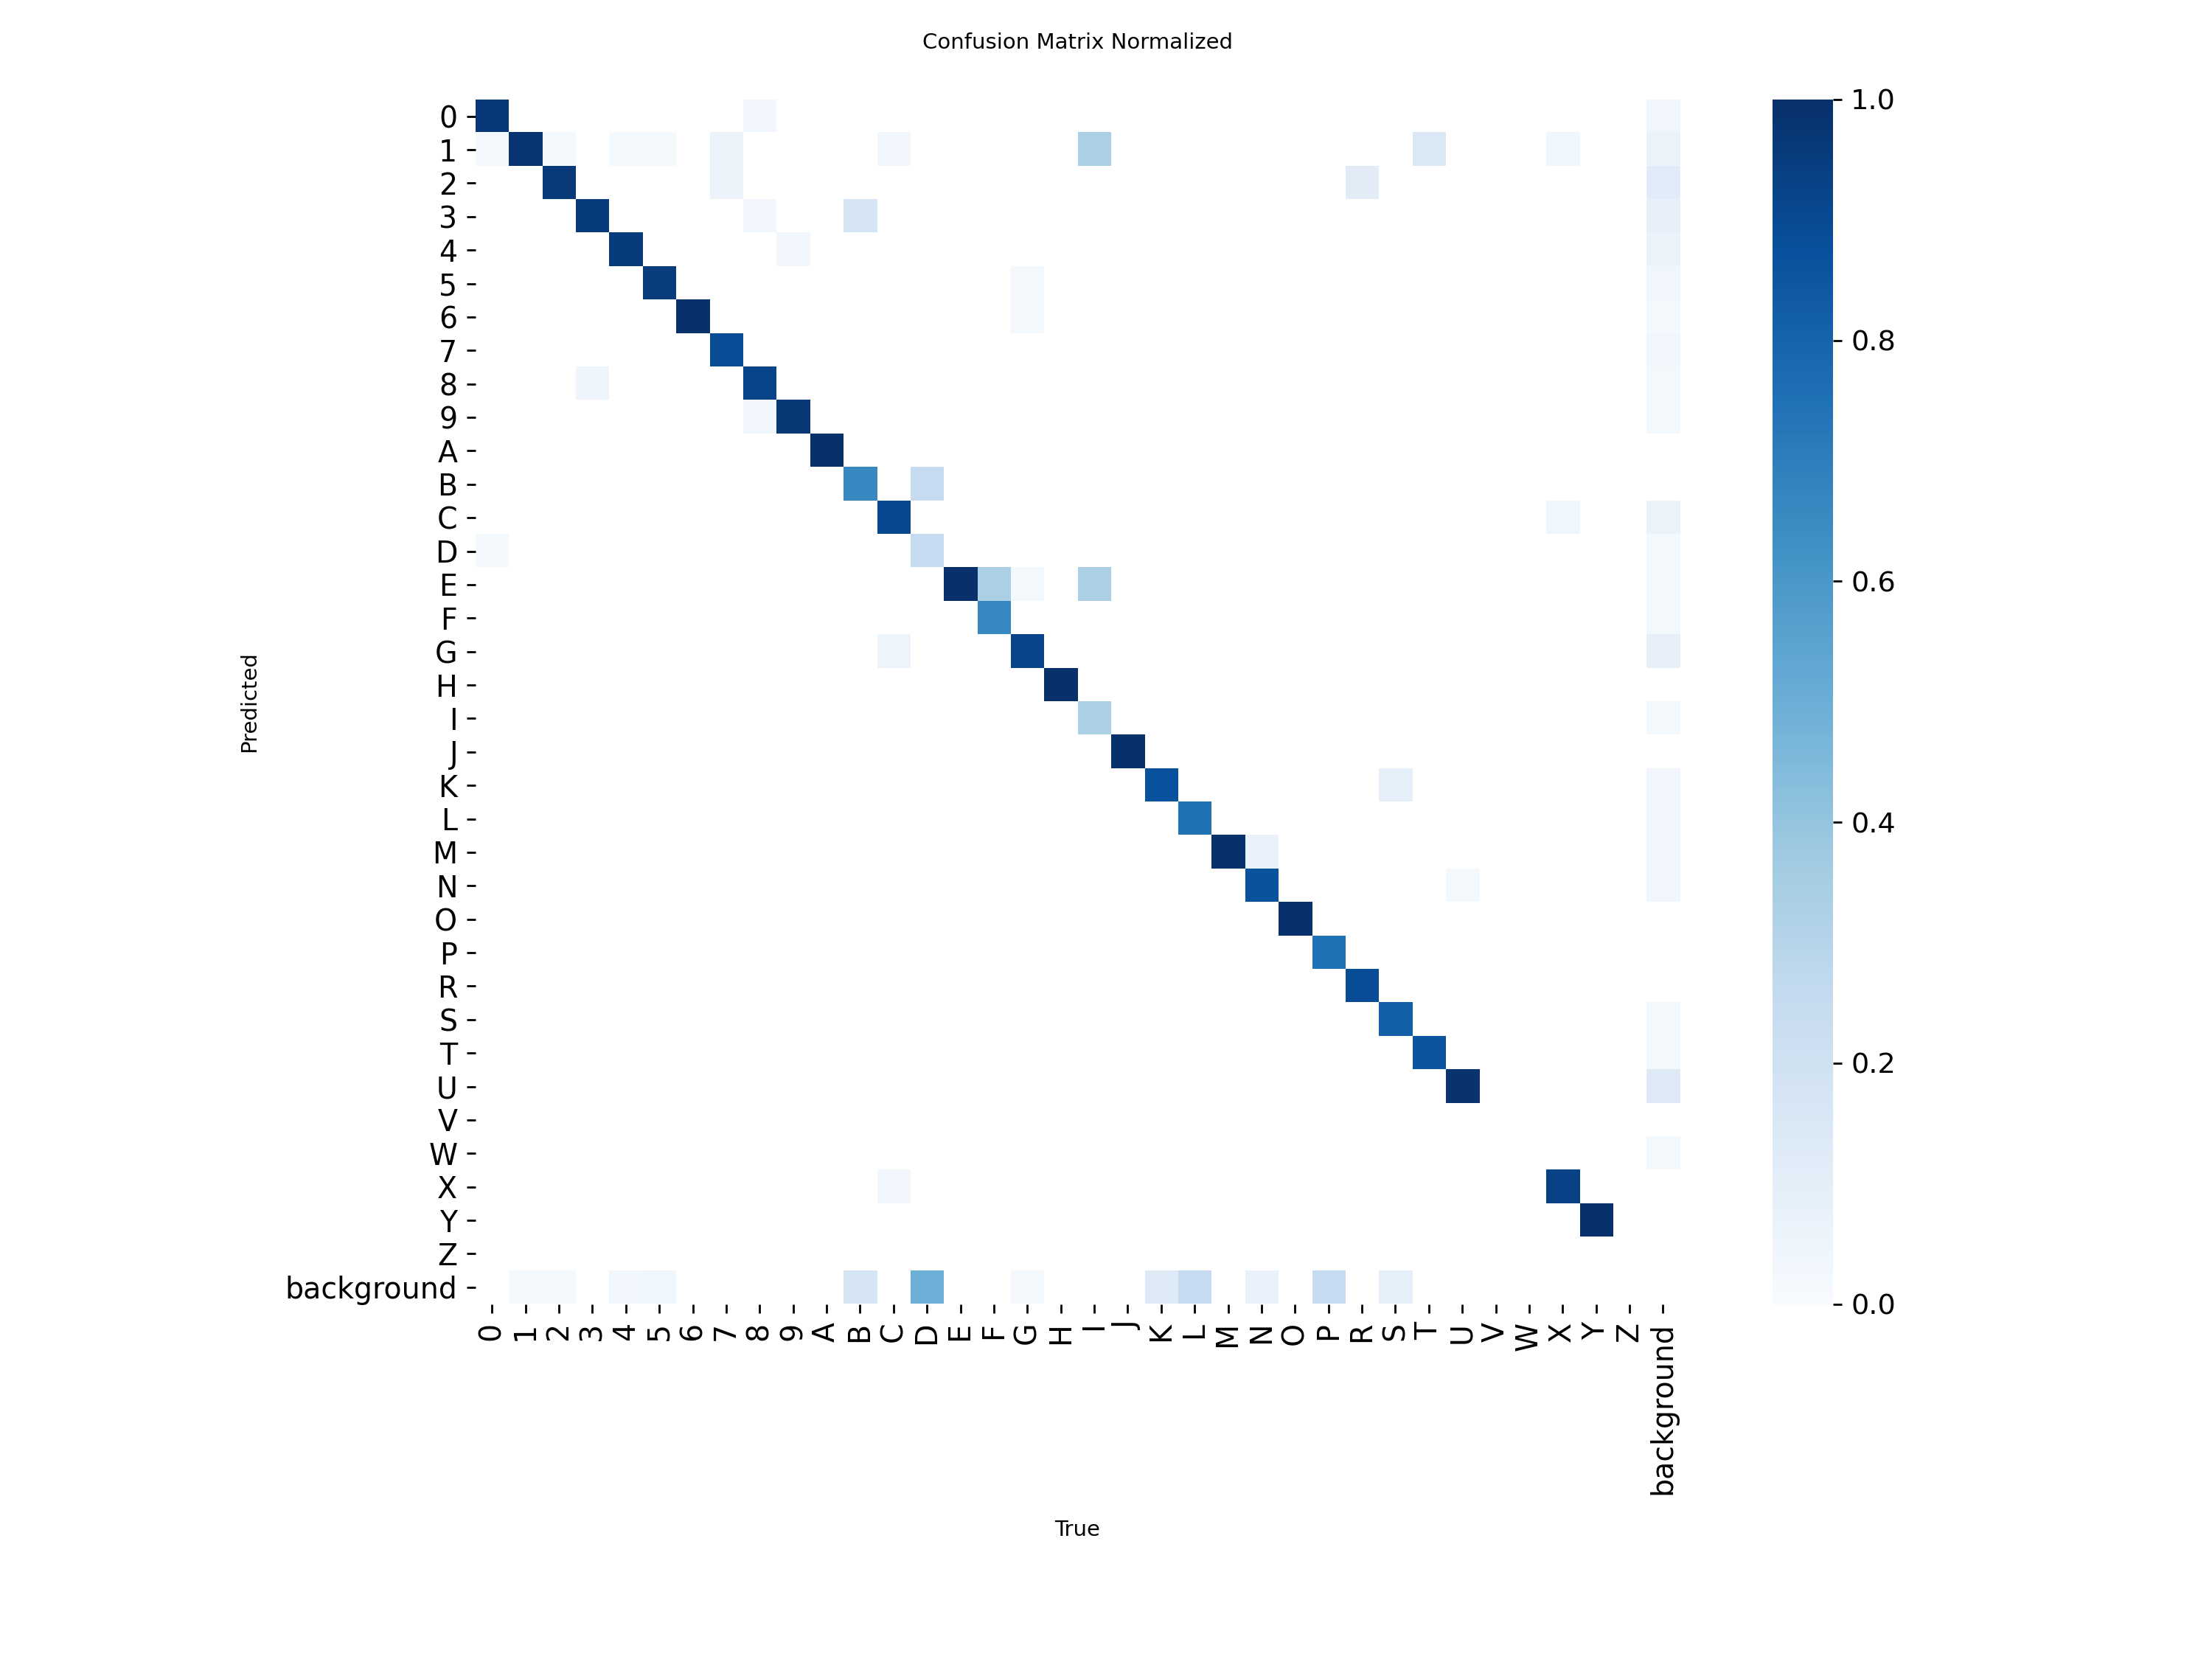 Confusion Matrix Normalized
0
1
2
3
4
5
6
7
8
9
A
B
C
D
E
F
G
H
I
J
K
L
M
N
O
P
R
S
T
U
V
W
X
Y
Z
background
Predicted
0 1 2 3 4 5 6 7 8 9 A B C D E F G H I J K L M N O P R S T U V W X Y Z background
True
1.0
0.8
0.6
0.4
0.2
0.0